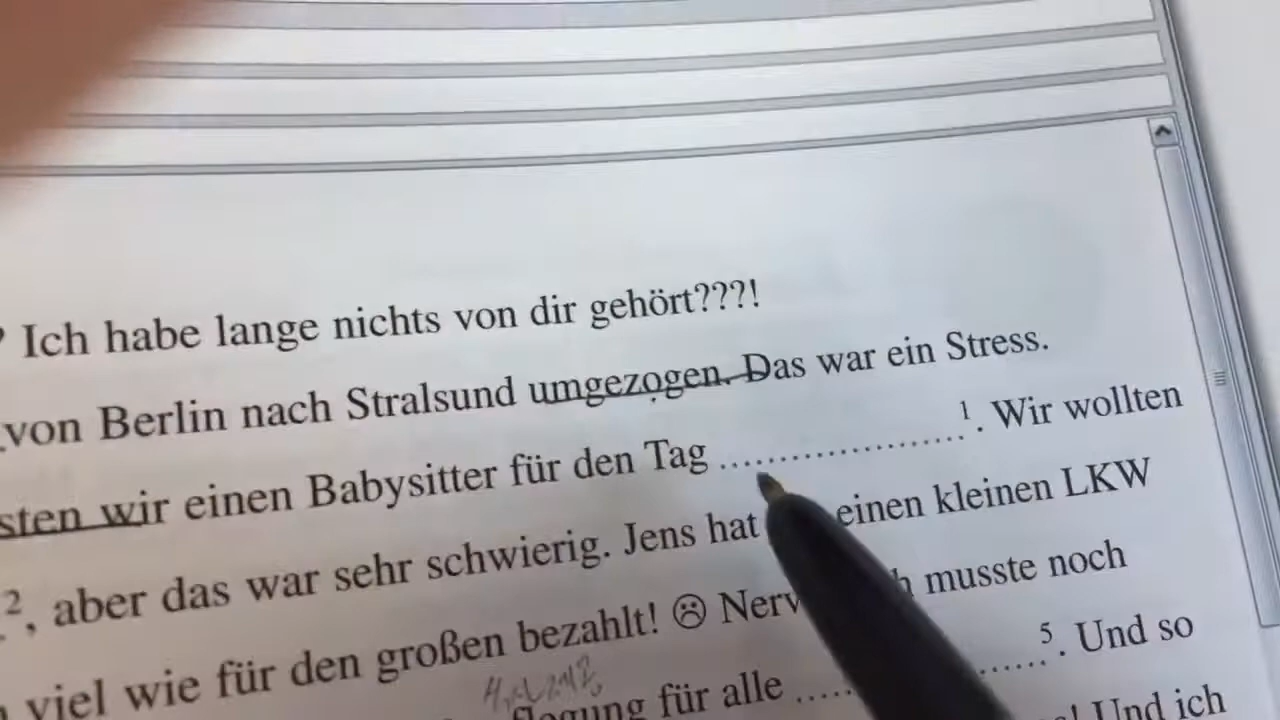 ? Ich habe lange nichts von dir gehört???!
von Berlin nach Stralsund umgezogen. Das war ein Stress.
sten wir einen Babysitter für den Tag ........................1. Wir wollten
2, aber das war sehr schwierig. Jens hat einen kleinen LKW
viel wie für den großen bezahlt! ☹ musste noch
für alle ...........5. Und so
! Und ich